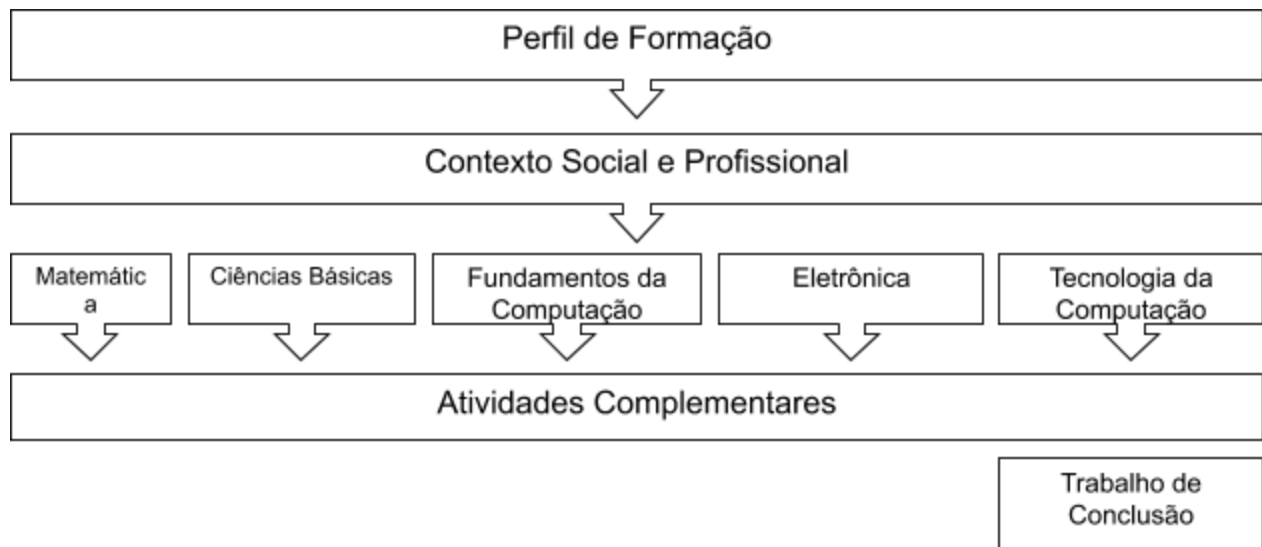 Perfil de Formação
Contexto Social e Profissional
Matemátic
a
Ciências Básicas
Fundamentos da
Computação
Eletrônica
Tecnologia da
Computação
Atividades Complementares
Trabalho de
Conclusão